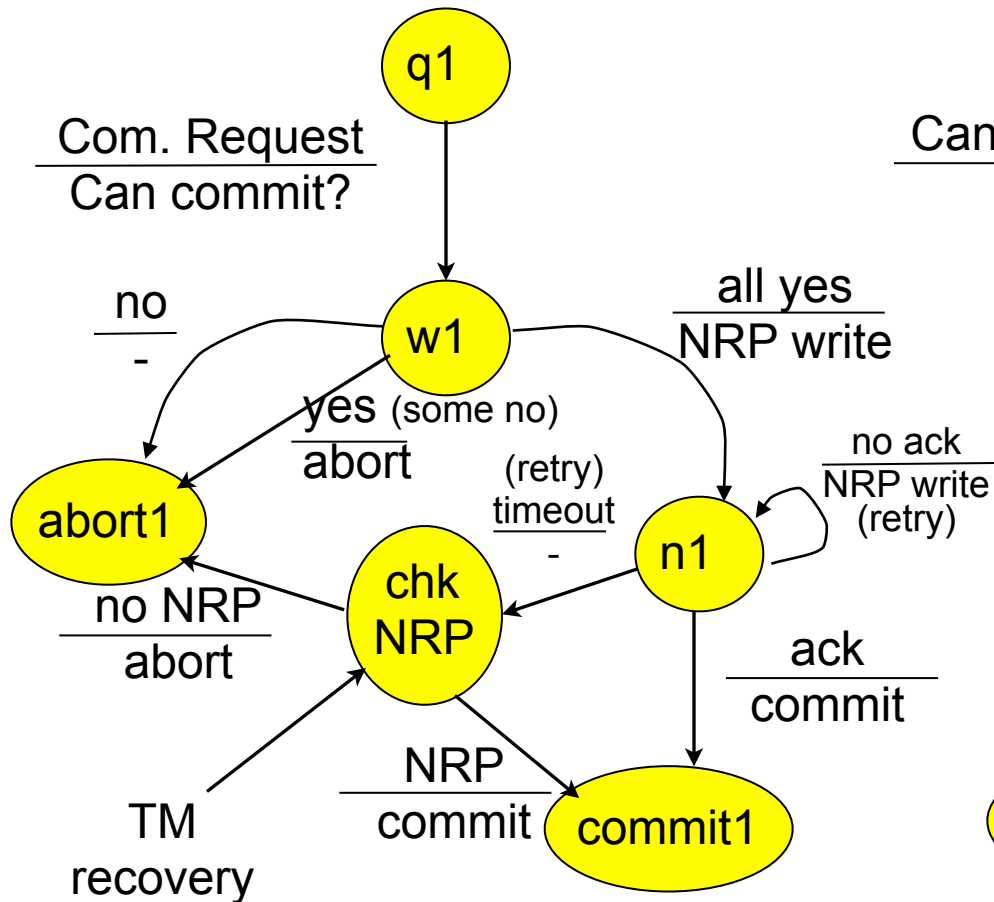 q1
Com. Request
Can commit?
Can
no
-
w1
all yes
NRP write
yes (some no)
abort
(retry)
timeout
-
no ack
NRP write
(retry)
abort1
n1
chk
NRP
no NRP
abort
ack
commit
NRP
commit
TM
recovery
commit1